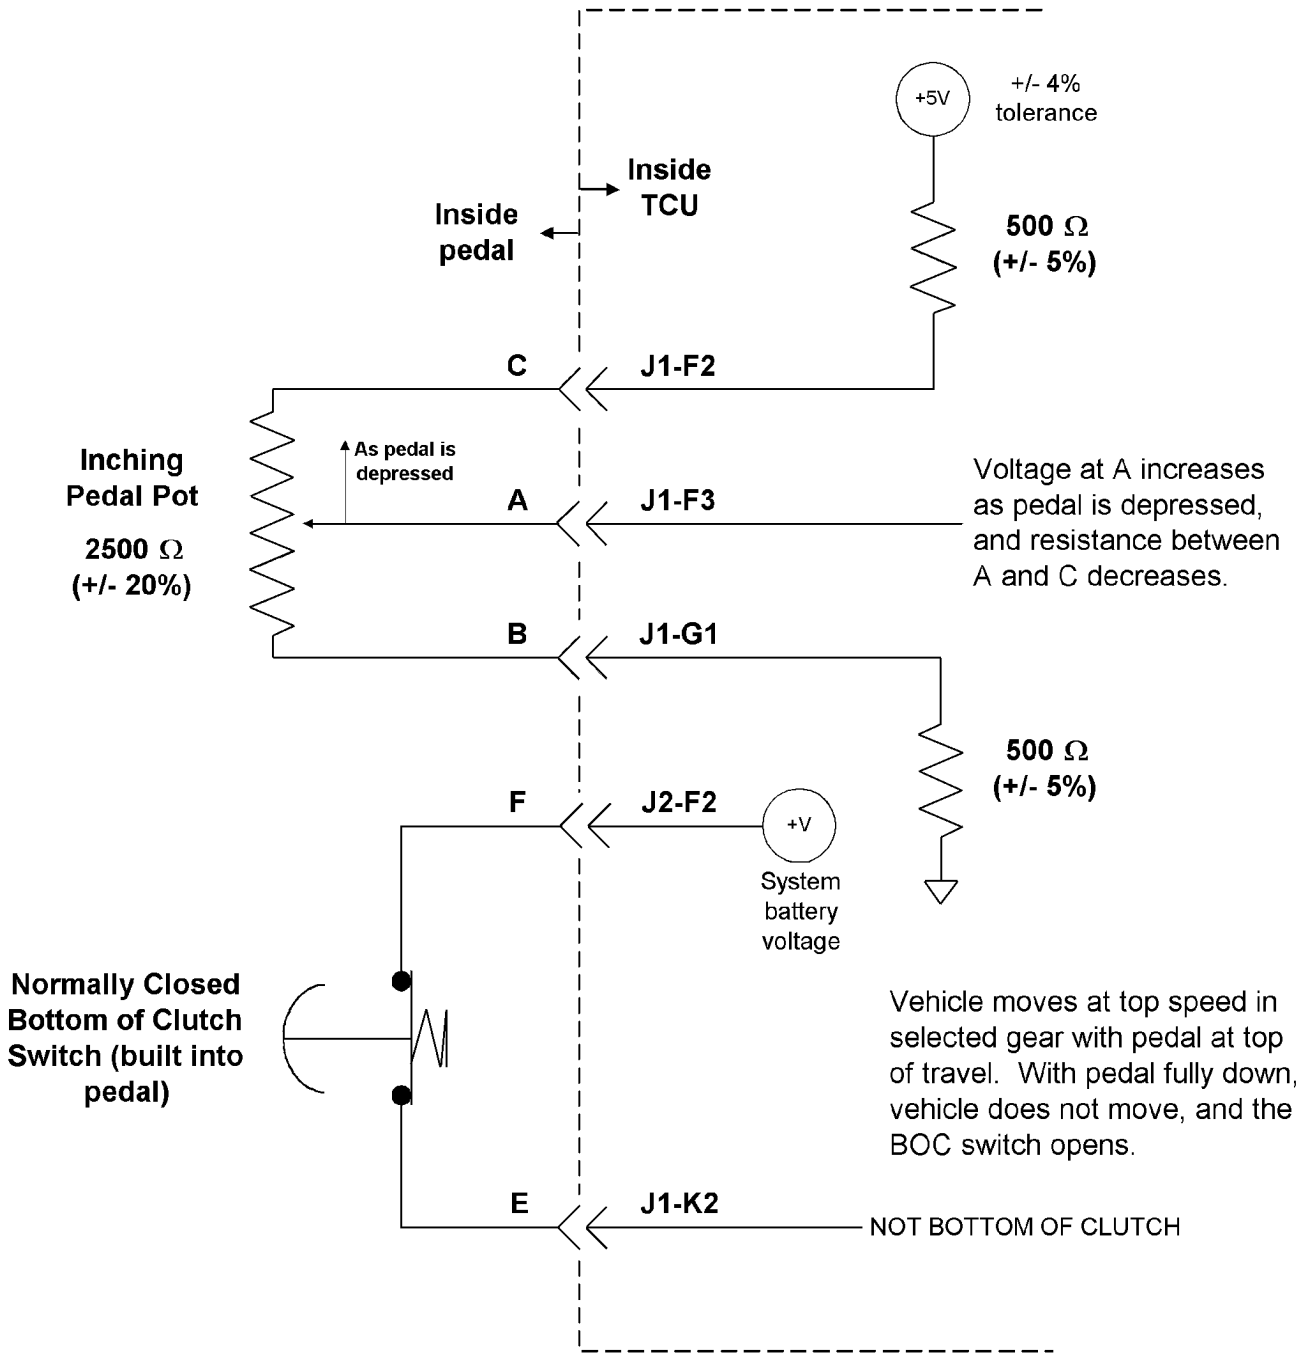 +5V
+/- 4%
tolerance
Inside
TCU
Inside
pedal
500 Ω
(+/- 5%)
C
J1-F2
As pedal is
depressed
Inching
Pedal Pot
2500 Ω
(+/- 20%)
A
J1-F3
Voltage at A increases
as pedal is depressed,
and resistance between
A and C decreases.
B
J1-G1
500 Ω
(+/- 5%)
F
J2-F2
+V
System
battery
voltage
Normally Closed
Bottom of Clutch
Switch (built into
pedal)
Vehicle moves at top speed in
selected gear with pedal at top
of travel.  With pedal fully down,
vehicle does not move, and the
BOC switch opens.
E
J1-K2
NOT BOTTOM OF CLUTCH